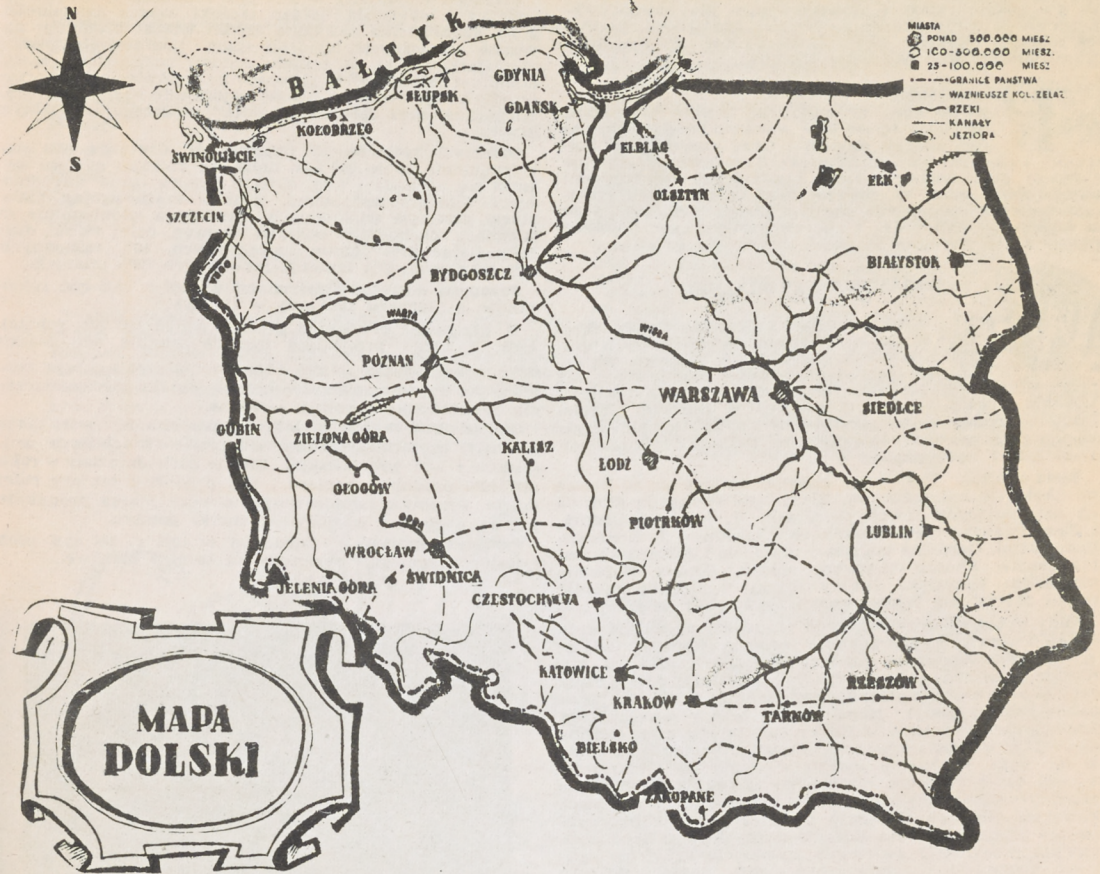 N
S
BAŁTYK
MIASTA
PONAD 500.000 MIESZ.
100-500.000 MIESZ.
25-100.000 MIESZ
GRANICE PAŃSTWA
WAŻNIEJSZE KOL. ŻELAZ.
RZEKI
KANAŁY
JEZIORA
GDYNIA
SŁUPSK
GDAŃSK
KOŁOBRZEG
ELBLĄG
ŚWINOUJŚCIE
EŁK
OLSZTYN
SZCZECIN
BIAŁYSTOK
BYDGOSZCZ
WARTA
WISŁA
POZNAŃ
WARSZAWA
SIEDLCE
GUBIN
ZIELONA GÓRA
KALISZ
ŁÓDŹ
GŁOGÓW
ODRA
PIOTRKÓW
LUBLIN
WROCŁAW
ŚWIDNICA
JELENIA GÓRA
CZĘSTOCHOWA
KATOWICE
KRAKÓW
RZESZÓW
TARNÓW
BIELSKO
ZAKOPANE
MAPA
POLSKI